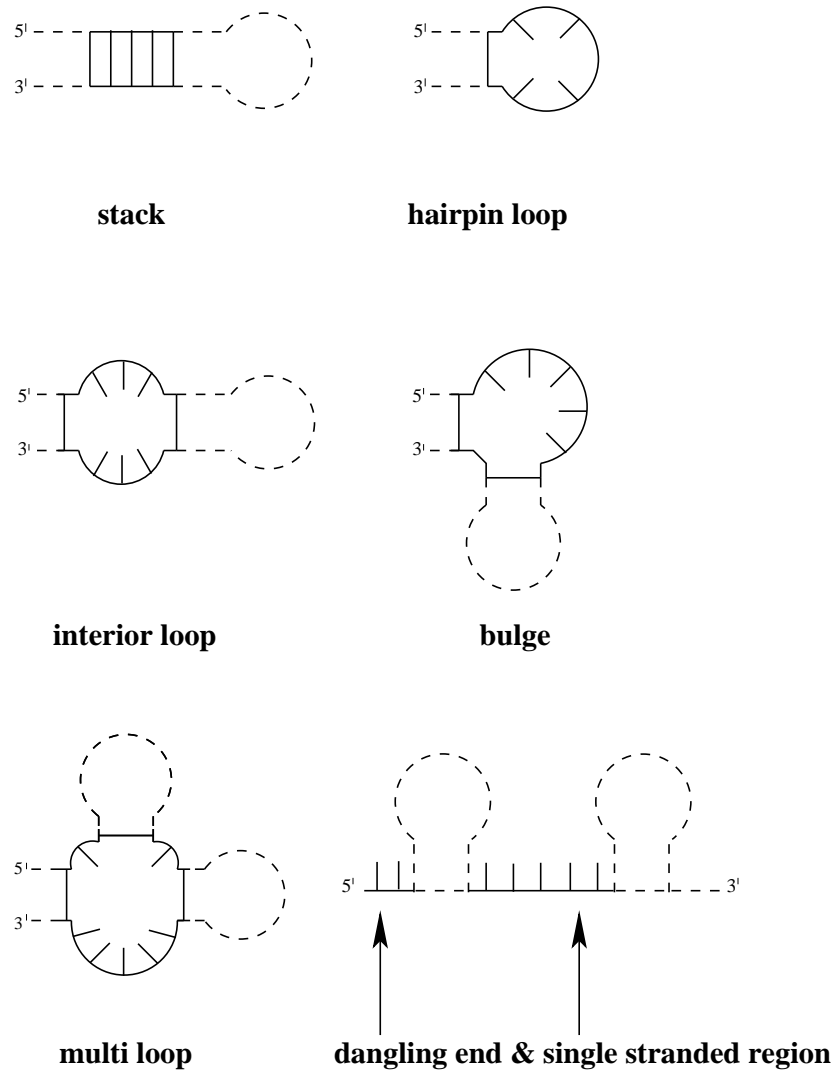 5' 5'
3' 3'
stack hairpin loop
5' 5'
3' 3'
interior loop bulge
5'
3'
5' 3'
multi loop dangling end & single stranded region